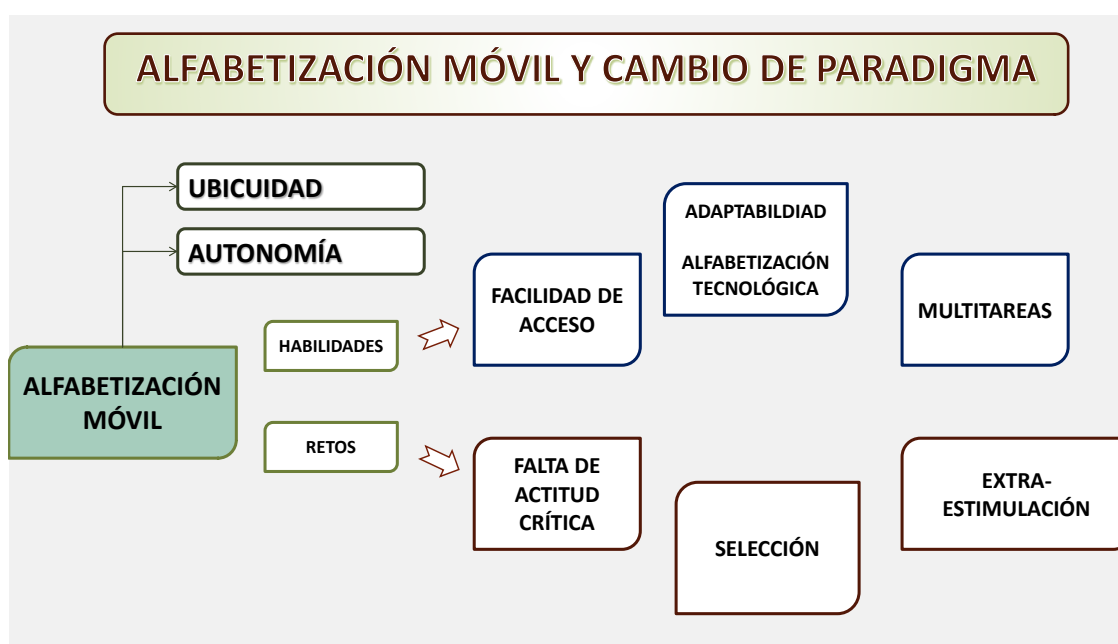 ALFABETIZACIÓN MÓVIL Y CAMBIO DE PARADIGMA
UBICUIDAD
AUTONOMÍA
ALFABETIZACIÓN
MÓVIL
HABILIDADES
FACILIDAD DE
ACCESO
ADAPTABILDIAD
ALFABETIZACIÓN
TECNOLÓGICA
MULTITAREAS
RETOS
FALTA DE
ACTITUD
CRÍTICA
SELECCIÓN
EXTRA-
ESTIMULACIÓN